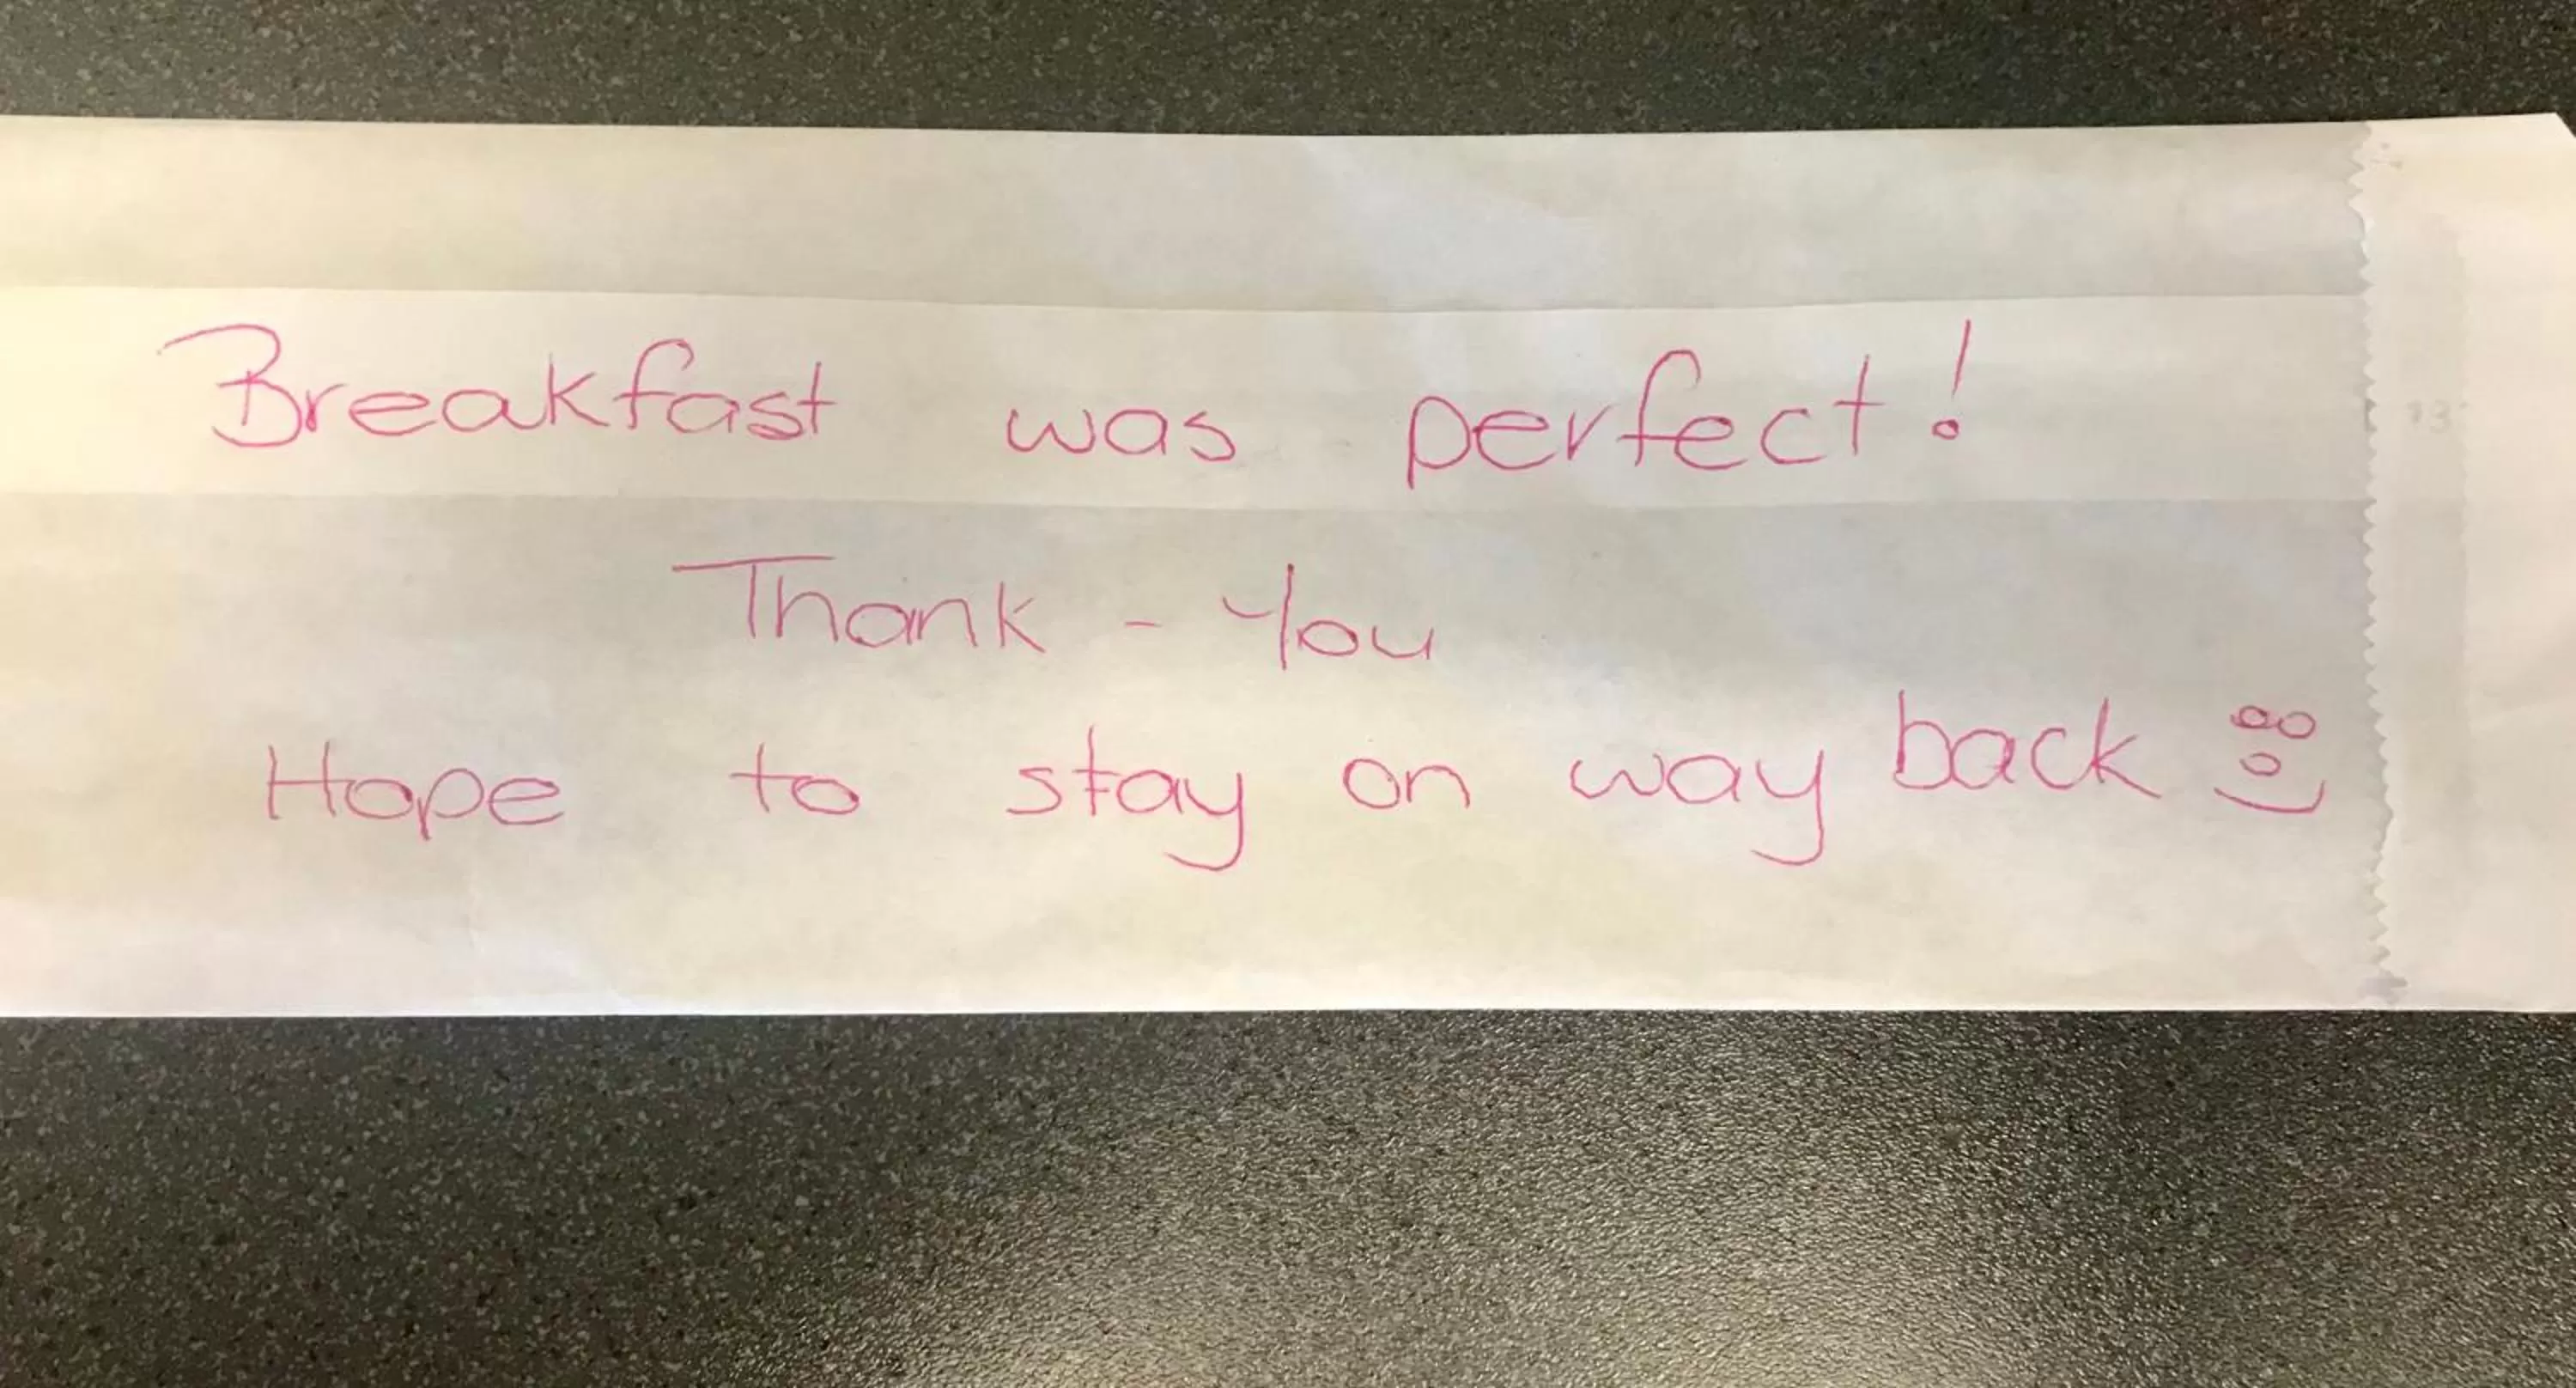 Breakfast was perfect!
Thank - You
Hope to stay on way back